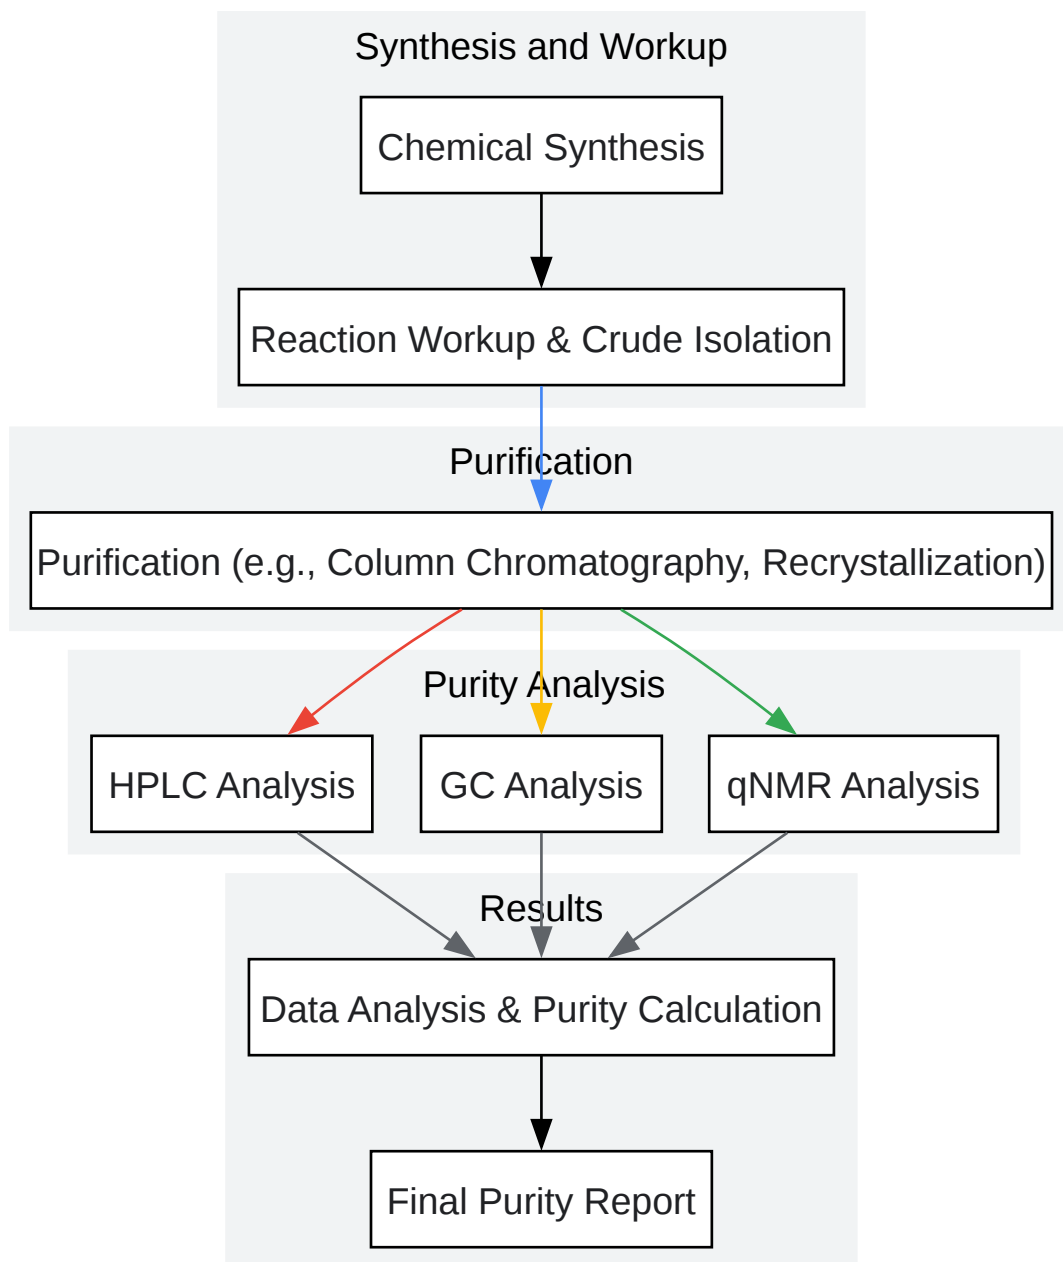 Synthesis and Workup
Chemical Synthesis
Reaction Workup & Crude Isolation
Purification
Purification (e.g., Column Chromatography, Recrystallization)
Purity Analysis
HPLC Analysis
GC Analysis
qNMR Analysis
Results
Data Analysis & Purity Calculation
Final Purity Report